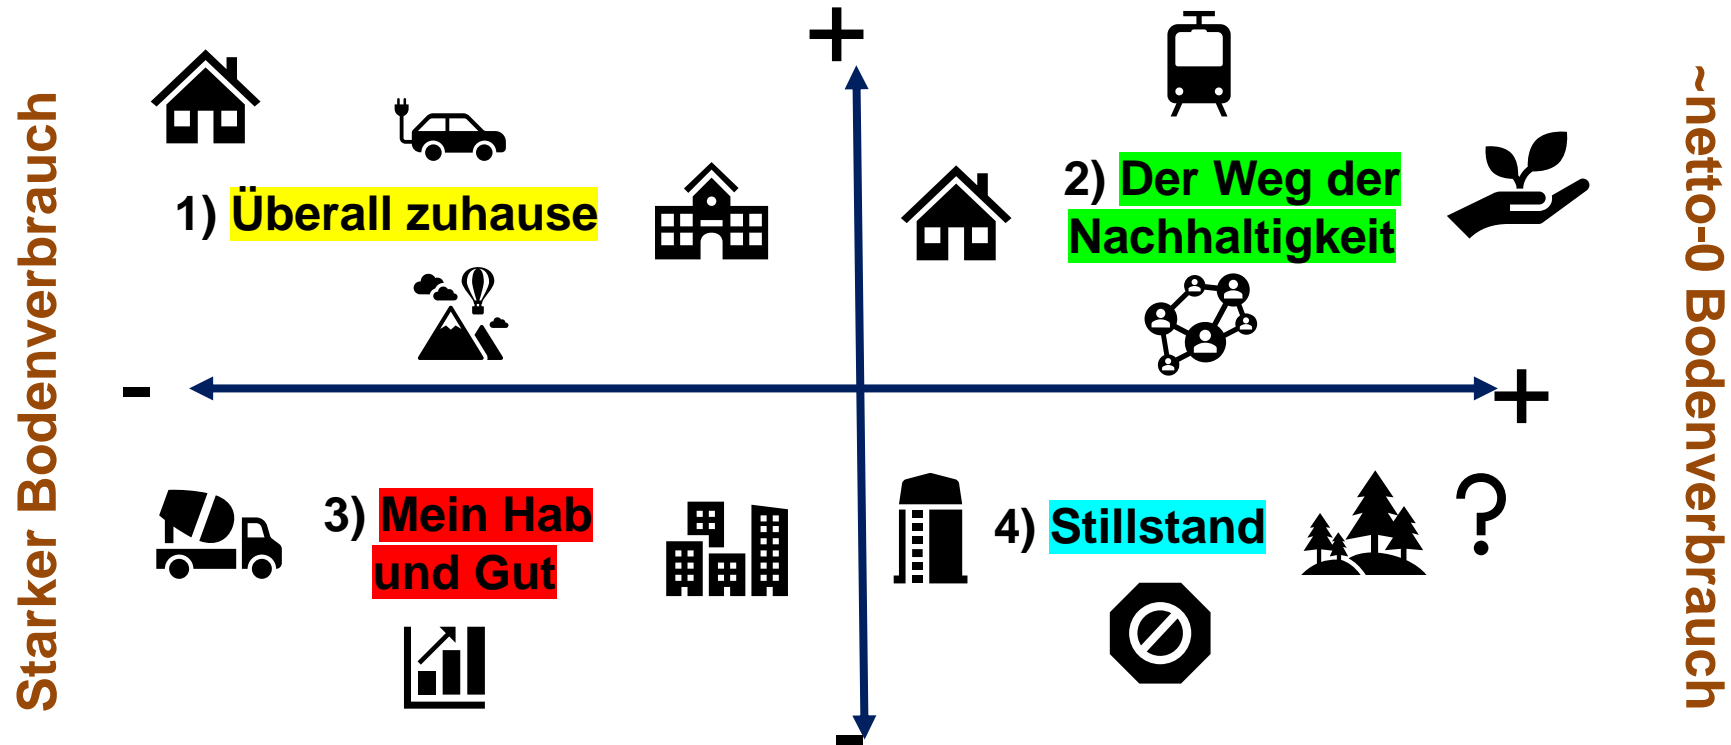 +
Starker Bodenverbrauch
1) Überall zuhause
2) Der Weg der
Nachhaltigkeit
~netto-0 Bodenverbrauch
-
+
3) Mein Hab
und Gut
4) Stillstand
?
-